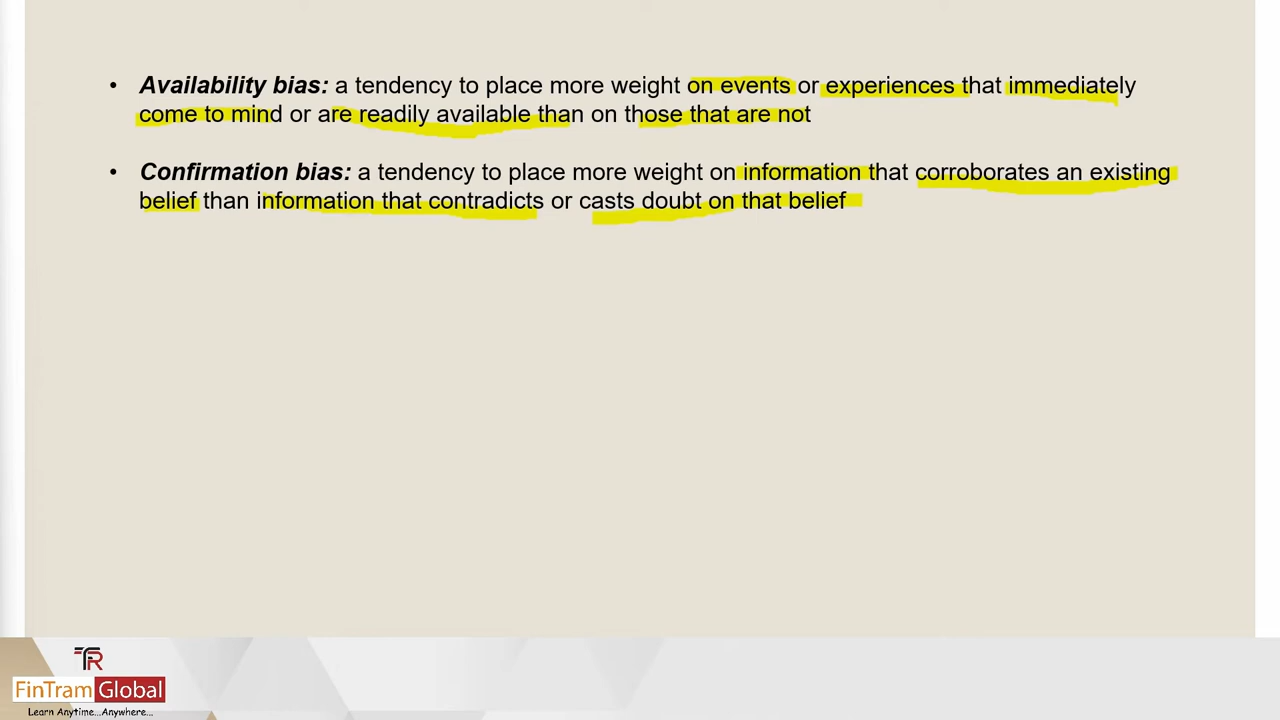 • Availability bias: a tendency to place more weight on events or experiences that immediately
come to mind or are readily available than on those that are not
• Confirmation bias: a tendency to place more weight on information that corroborates an existing
belief than information that contradicts or casts doubt on that belief
TR
FinTram Global
Learn Anytime...Anywhere...